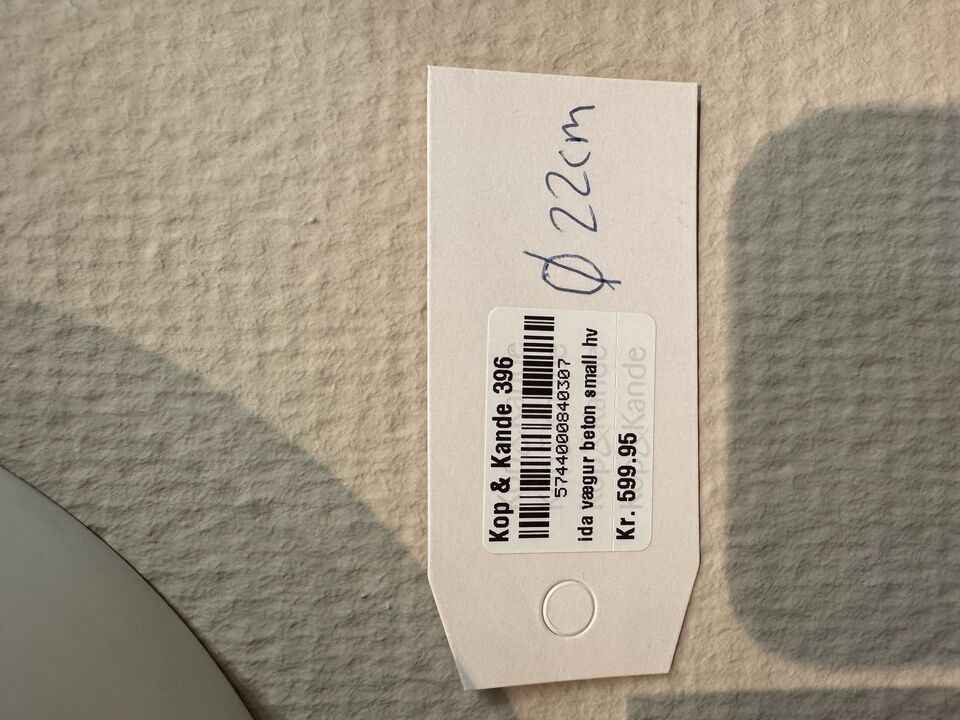 Kop & Kande 396
5744000840307
ida vægur beton small hv
Kr. 599.95
Ø 22cm